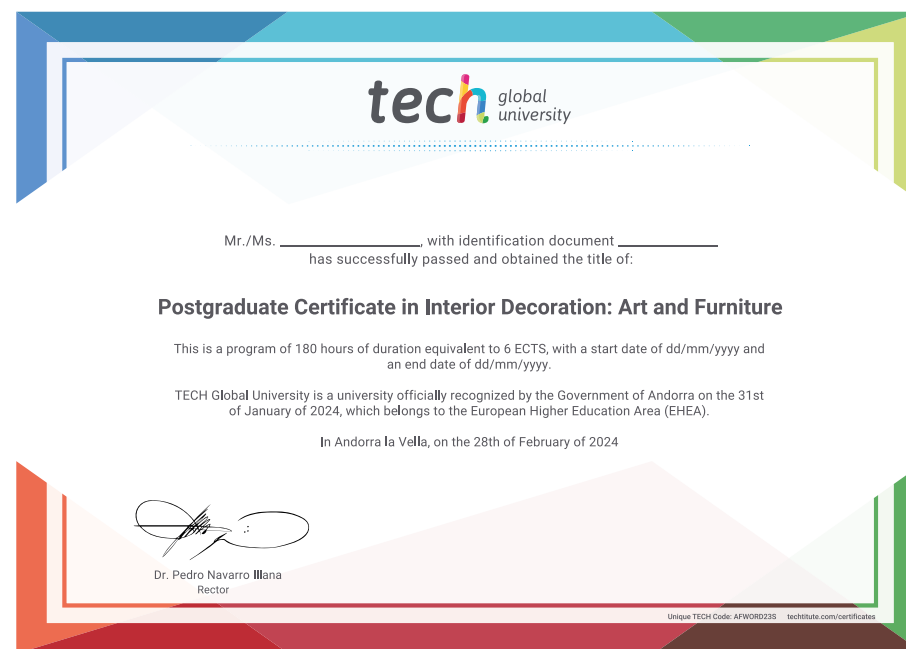 tech global
university
Mr./Ms. ____________, with identification document ____________
has successfully passed and obtained the title of:
Postgraduate Certificate in Interior Decoration: Art and Furniture
This is a program of 180 hours of duration equivalent to 6 ECTS, with a start date of dd/mm/yyyy and
an end date of dd/mm/yyyy.
TECH Global University is a university officially recognized by the Government of Andorra on the 31st
of January of 2024, which belongs to the European Higher Education Area (EHEA).
In Andorra la Vella, on the 28th of February of 2024
Dr. Pedro Navarro Illana
Rector
Unique TECH Code: AFWORD23S techtitute.com/certificates